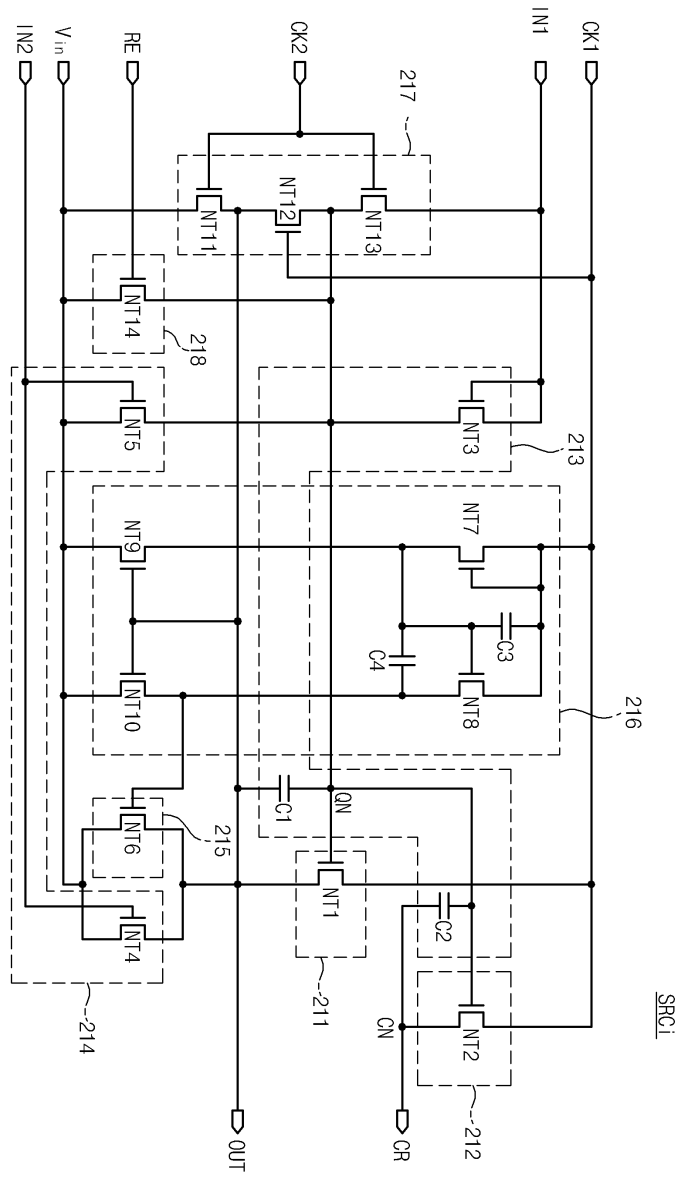 SRCi
CK1
IN1
CK2
RE
Vin
IN2
217
NT13
NT12
NT11
NT14
218
213
NT3
NT5
216
NT7
C3
NT8
C4
NT9
NT10
QN
C1
NT1
211
C2
NT2
212
CN
CR
OUT
215
NT6
NT4
214